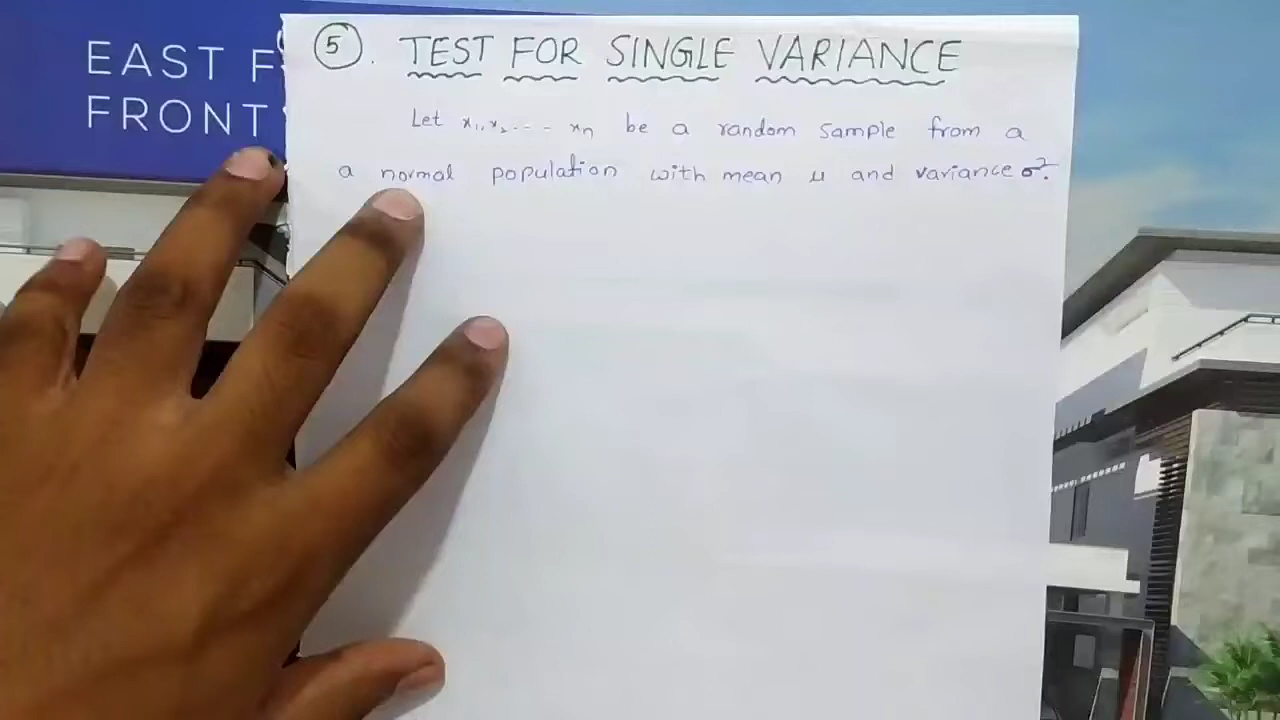 EAST F
FRONT
5. TEST FOR SINGLE VARIANCE
Let x₁, x₂ .... xn be a random sample from a
a normal population with mean μ and variance σ².